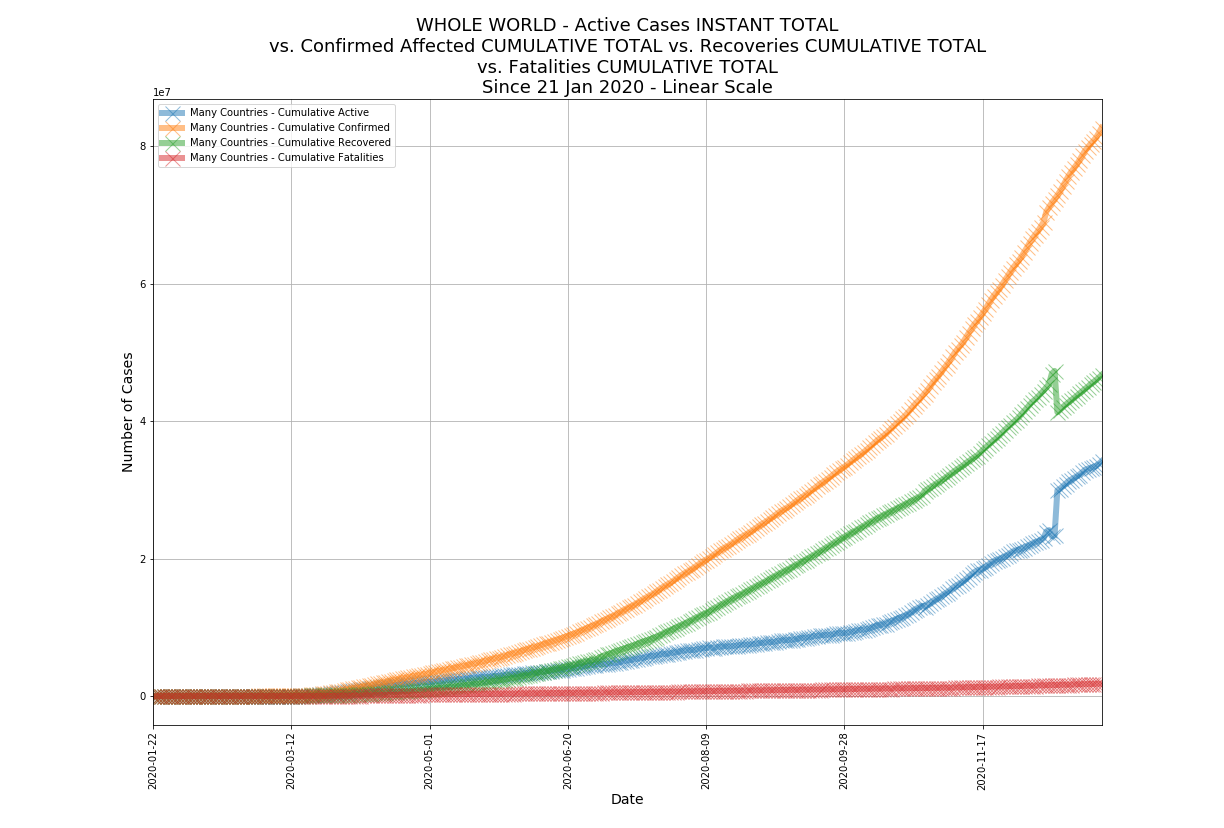 WHOLE WORLD - Active Cases INSTANT TOTAL
vs. Confirmed Affected CUMULATIVE TOTAL vs. Recoveries CUMULATIVE TOTAL
vs. Fatalities CUMULATIVE TOTAL
Since 21 Jan 2020 - Linear Scale
1e7
Many Countries - Cumulative Active
Many Countries - Cumulative Confirmed
Many Countries - Cumulative Recovered
Many Countries - Cumulative Fatalities
8
6
4
2
0
Number of Cases
2020-01-22
2020-03-12
2020-05-01
2020-06-20
2020-08-09
2020-09-28
2020-11-17
Date